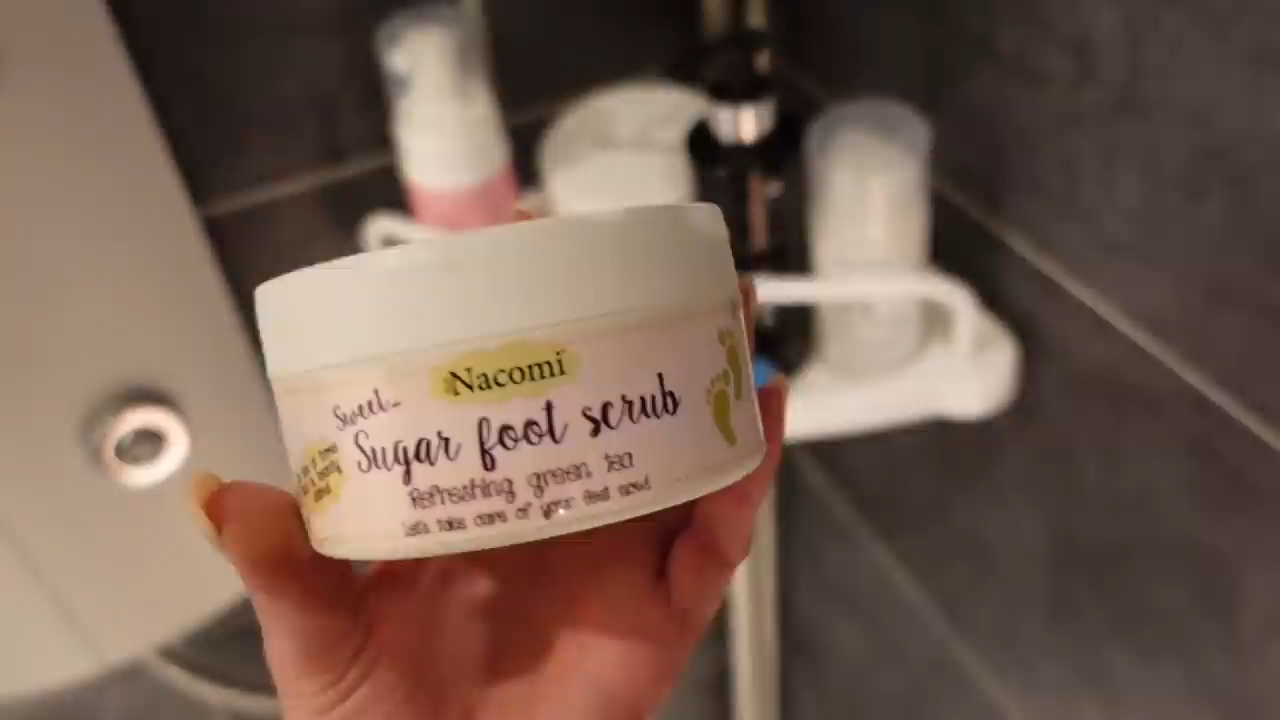 Nacomi
Sweet...
Sugar foot scrub
Refreshing green tea
Let's take care of your feet now!